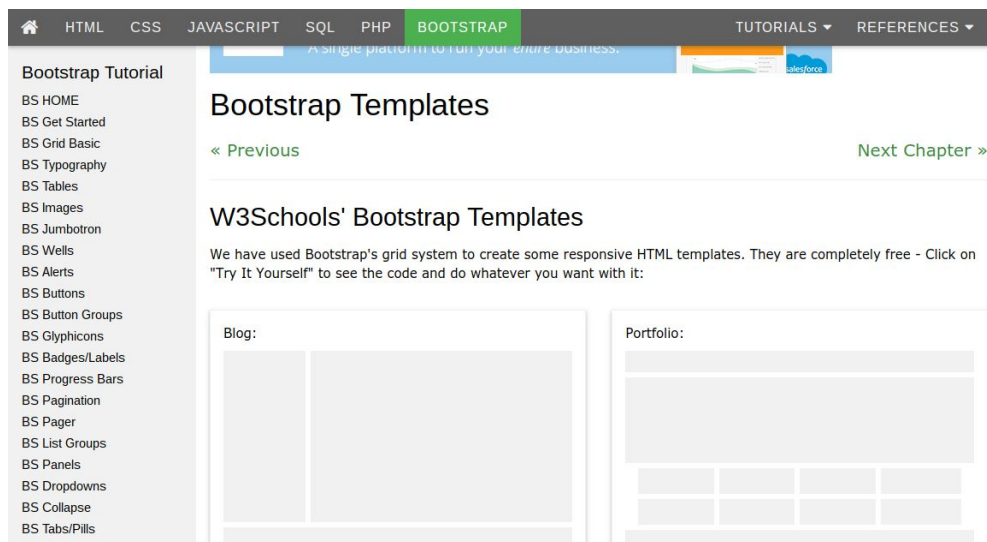 HTML CSS JAVASCRIPT SQL PHP BOOTSTRAP TUTORIALS REFERENCES
A single platform to run your entire business.
salesforce
Bootstrap Tutorial
BS HOME
BS Get Started
BS Grid Basic
BS Typography
BS Tables
BS Images
BS Jumbotron
BS Wells
BS Alerts
BS Buttons
BS Button Groups
BS Glyphicons
BS Badges/Labels
BS Progress Bars
BS Pagination
BS Pager
BS List Groups
BS Panels
BS Dropdowns
BS Collapse
BS Tabs/Pills
Bootstrap Templates
« Previous
Next Chapter »
W3Schools' Bootstrap Templates
We have used Bootstrap's grid system to create some responsive HTML templates. They are completely free - Click on
"Try It Yourself" to see the code and do whatever you want with it:
Blog:
Portfolio: